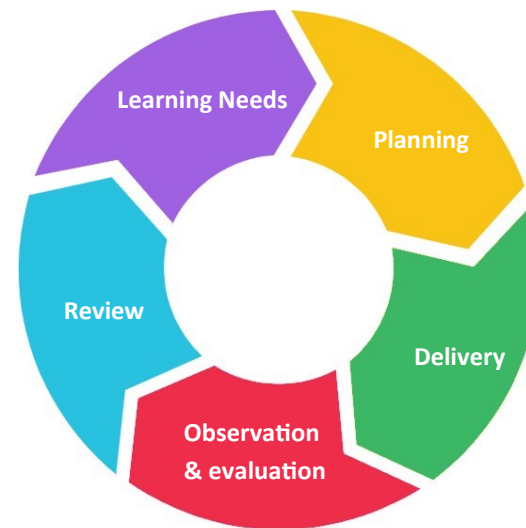 Learning Needs
Planning
Delivery
Observation
& evaluation
Review